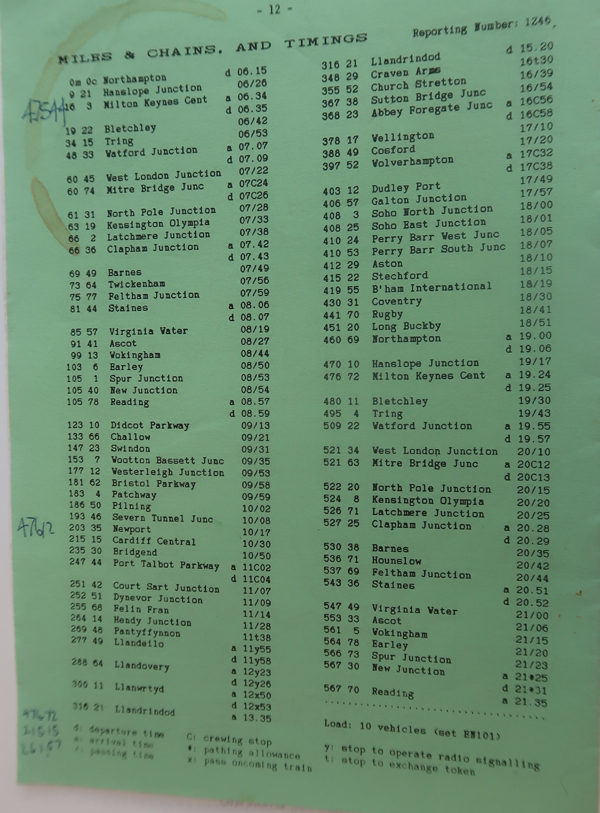 - 12 -
MILES & CHAINS, AND TIMINGS
Reporting Number: 1Z46
0m 0c Northampton d 06.15
9 21 Hanslope Junction 06/26
16 3 Milton Keynes Cent a 06.34
d 06.35
19 22 Bletchley 06/42
34 15 Tring 06/53
48 33 Watford Junction a 07.07
d 07.09
60 45 West London Junction 07/22
60 74 Mitre Bridge Junc a 07C24
d 07C26
61 31 North Pole Junction 07/28
63 19 Kensington Olympia 07/33
66 2 Latchmere Junction 07/38
66 36 Clapham Junction a 07.42
d 07.43
69 49 Barnes 07/49
73 64 Twickenham 07/56
75 77 Feltham Junction 07/59
81 44 Staines a 08.06
d 08.07
85 57 Virginia Water 08/19
91 41 Ascot 08/27
99 13 Wokingham 08/44
103 6 Earley 08/50
105 1 Spur Junction 08/53
105 40 New Junction 08/54
105 78 Reading a 08.57
d 08.59
123 10 Didcot Parkway 09/13
133 66 Challow 09/21
147 23 Swindon 09/31
153 7 Wootton Bassett Junc 09/35
177 12 Westerleigh Junction 09/53
181 62 Bristol Parkway 09/58
183 4 Patchway 09/59
186 50 Pilning 10/02
193 46 Severn Tunnel Junc 10/08
203 35 Newport 10/17
215 15 Cardiff Central 10/30
235 30 Bridgend 10/50
247 44 Port Talbot Parkway a 11C02
d 11C04
251 42 Court Sart Junction 11/07
252 51 Dynevor Junction 11/09
255 68 Felin Fran 11/14
264 14 Hendy Junction 11/28
269 48 Pantyffynnon 11t38
277 49 Llandeilo a 11y55
d 11y58
288 64 Llandovery a 12y23
d 12y26
300 11 Llanwrtyd a 12x50
d 12x53
316 21 Llandrindod a 13.35
d: departure time
a: arrival time
/: passing time
C: crewing stop
*: pathing allowance
x: pass oncoming train
316 21 Llandrindod d 15.20
348 29 Craven Arms 16t30
355 52 Church Stretton 16/39
367 38 Sutton Bridge Junc 16/54
368 23 Abbey Foregate Junc a 16C56
d 16C58
378 17 Wellington 17/10
388 49 Cosford 17/20
397 52 Wolverhampton a 17C32
d 17C38
403 12 Dudley Port 17/49
406 57 Galton Junction 17/57
408 3 Soho North Junction 18/00
408 25 Soho East Junction 18/01
410 24 Perry Barr West Junc 18/05
410 53 Perry Barr South Junc 18/07
412 29 Aston 18/10
415 22 Stechford 18/15
419 55 B'ham International 18/19
430 31 Coventry 18/30
441 70 Rugby 18/41
451 20 Long Buckby 18/51
460 69 Northampton a 19.00
d 19.06
470 10 Hanslope Junction 19/17
476 72 Milton Keynes Cent a 19.24
d 19.25
480 11 Bletchley 19/30
495 4 Tring 19/43
509 22 Watford Junction a 19.55
d 19.57
521 34 West London Junction 20/10
521 63 Mitre Bridge Junc a 20C12
d 20C13
522 20 North Pole Junction 20/15
524 8 Kensington Olympia 20/20
526 71 Latchmere Junction 20/25
527 25 Clapham Junction a 20.28
d 20.29
530 38 Barnes 20/35
536 71 Hounslow 20/42
537 69 Feltham Junction 20/44
543 36 Staines a 20.51
d 20.52
547 49 Virginia Water 21/00
553 33 Ascot 21/06
561 5 Wokingham 21/15
564 78 Earley 21/20
566 73 Spur Junction 21/23
567 30 New Junction a 21*25
d 21*31
567 70 Reading a 21.35
Load: 10 vehicles (set EN101)
y: stop to operate radio signalling
t: stop to exchange token
47612
47672